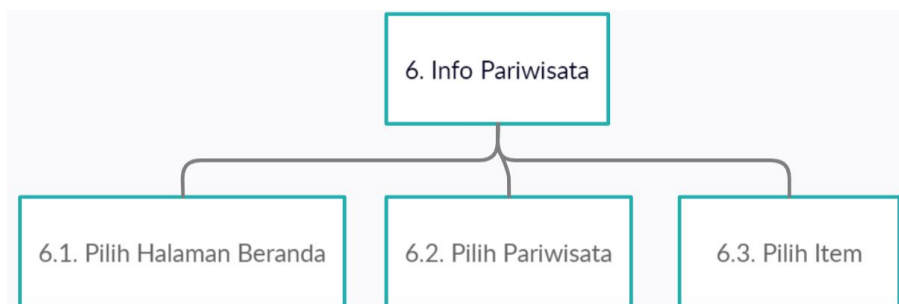 6. Info Pariwisata
6.1. Pilih Halaman Beranda
6.2. Pilih Pariwisata
6.3. Pilih Item